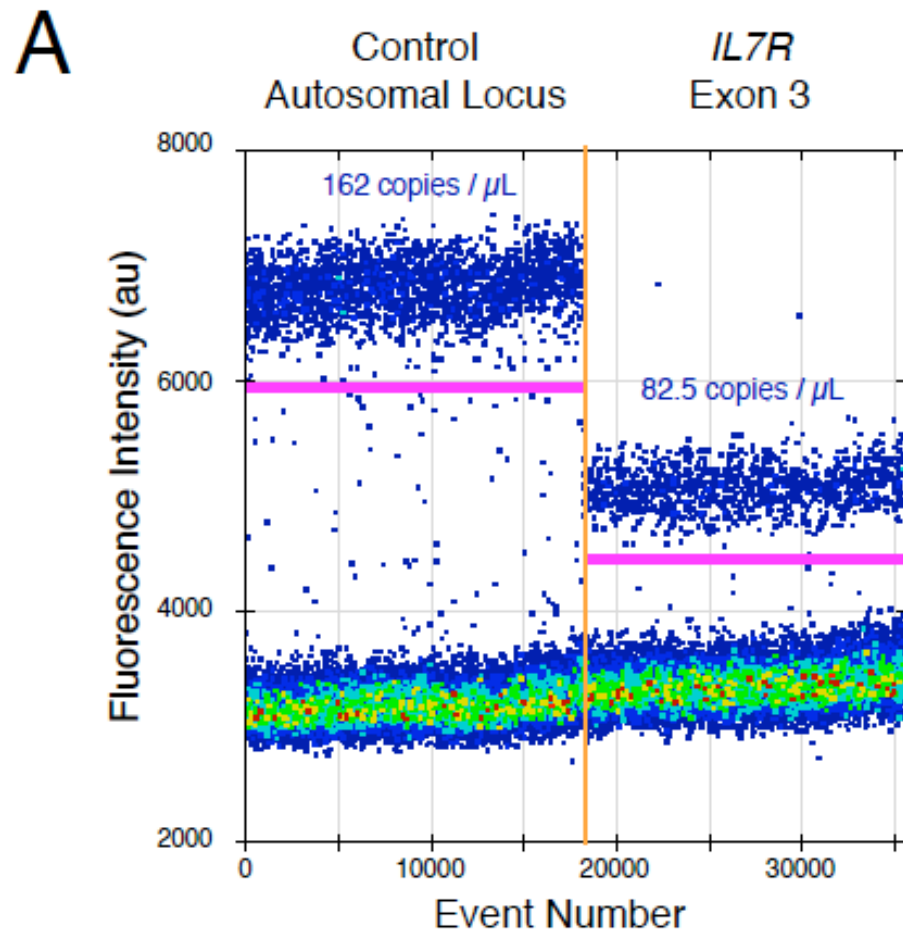 A
Control
Autosomal Locus
IL7R
Exon 3
8000
162 copies / µL
6000
82.5 copies / µL
4000
2000
0
10000
20000
30000
Fluorescence Intensity (au)
Event Number